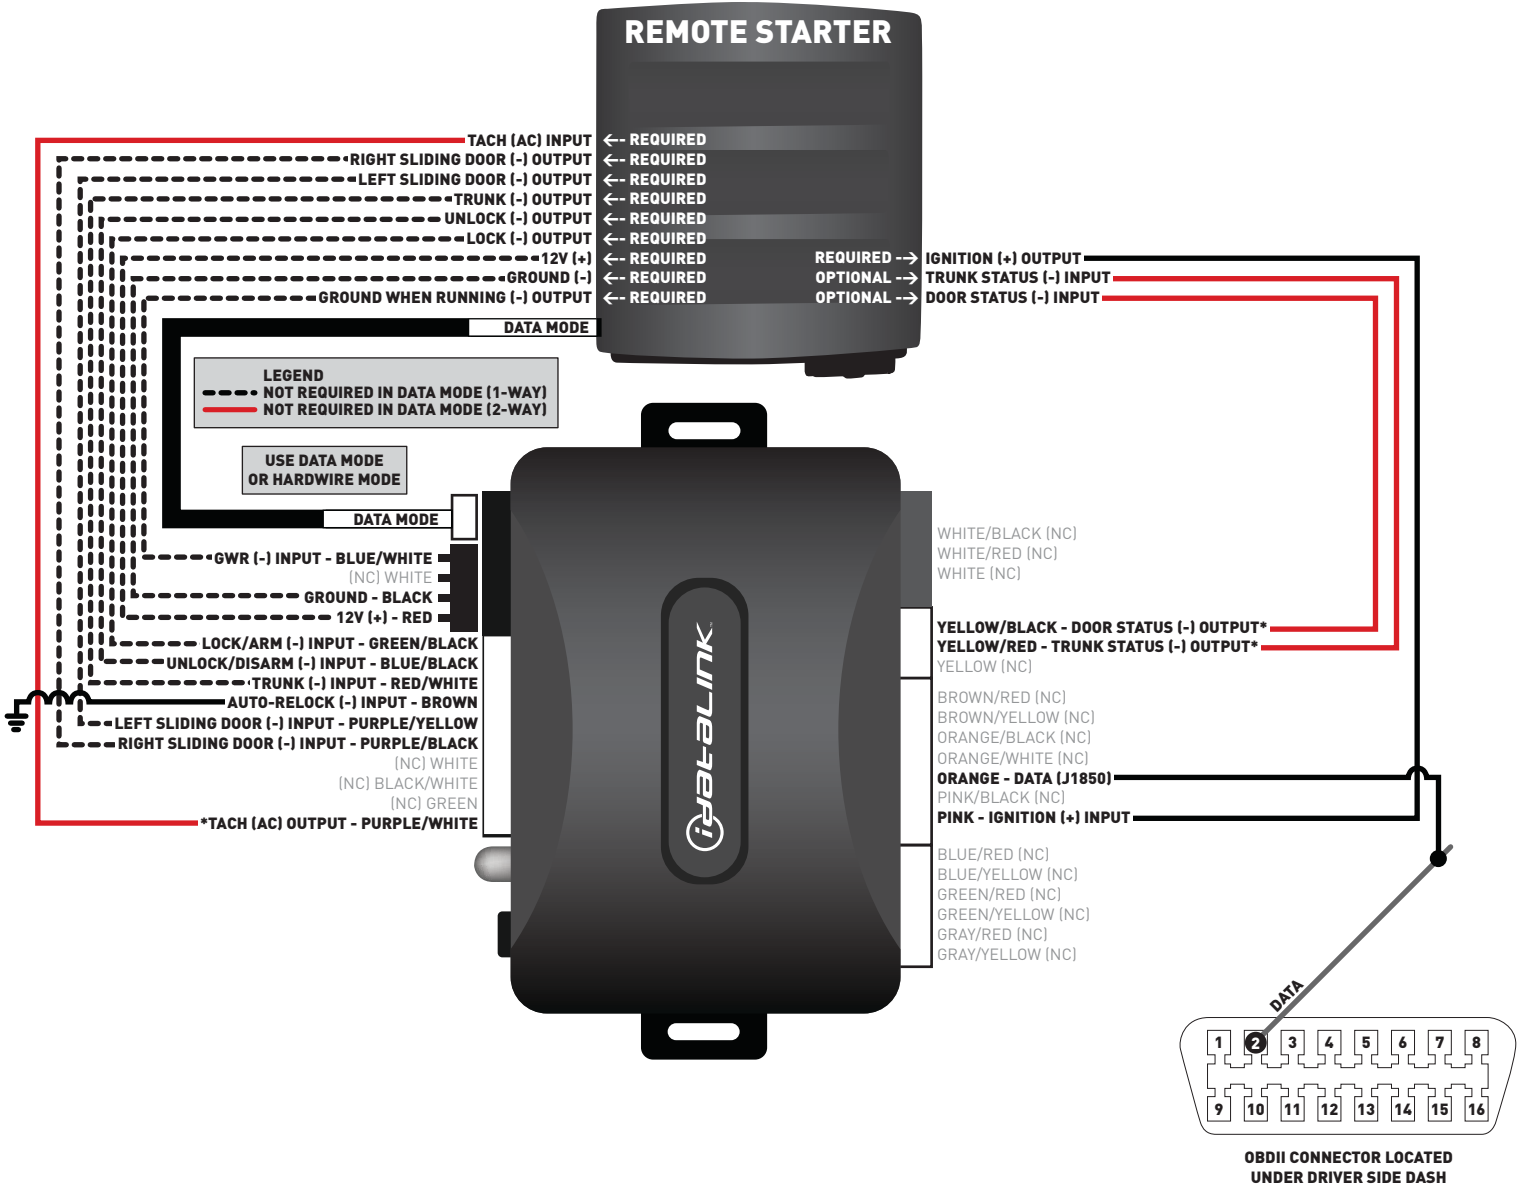 REMOTE STARTER
TACH (AC) INPUT <-- REQUIRED
RIGHT SLIDING DOOR (-) OUTPUT <-- REQUIRED
LEFT SLIDING DOOR (-) OUTPUT <-- REQUIRED
TRUNK (-) OUTPUT <-- REQUIRED
UNLOCK (-) OUTPUT <-- REQUIRED
LOCK (-) OUTPUT <-- REQUIRED
12V (+) <-- REQUIRED
GROUND (-) <-- REQUIRED
GROUND WHEN RUNNING (-) OUTPUT <-- REQUIRED
REQUIRED --> IGNITION (+) OUTPUT
OPTIONAL --> TRUNK STATUS (-) INPUT
OPTIONAL --> DOOR STATUS (-) INPUT
DATA MODE
LEGEND
NOT REQUIRED IN DATA MODE (1-WAY)
NOT REQUIRED IN DATA MODE (2-WAY)
USE DATA MODE
OR HARDWIRE MODE
DATA MODE
GWR (-) INPUT - BLUE/WHITE
(NC) WHITE
GROUND - BLACK
12V (+) - RED
LOCK/ARM (-) INPUT - GREEN/BLACK
UNLOCK/DISARM (-) INPUT - BLUE/BLACK
TRUNK (-) INPUT - RED/WHITE
AUTO-RELOCK (-) INPUT - BROWN
LEFT SLIDING DOOR (-) INPUT - PURPLE/YELLOW
RIGHT SLIDING DOOR (-) INPUT - PURPLE/BLACK
(NC) WHITE
(NC) BLACK/WHITE
(NC) GREEN
*TACH (AC) OUTPUT - PURPLE/WHITE
idataLINK
WHITE/BLACK (NC)
WHITE/RED (NC)
WHITE (NC)
YELLOW/BLACK - DOOR STATUS (-) OUTPUT*
YELLOW/RED - TRUNK STATUS (-) OUTPUT*
YELLOW (NC)
BROWN/RED (NC)
BROWN/YELLOW (NC)
ORANGE/BLACK (NC)
ORANGE/WHITE (NC)
ORANGE - DATA (J1850)
PINK/BLACK (NC)
PINK - IGNITION (+) INPUT
BLUE/RED (NC)
BLUE/YELLOW (NC)
GREEN/RED (NC)
GREEN/YELLOW (NC)
GRAY/RED (NC)
GRAY/YELLOW (NC)
DATA
1 2 3 4 5 6 7 8
9 10 11 12 13 14 15 16
OBDII CONNECTOR LOCATED
UNDER DRIVER SIDE DASH